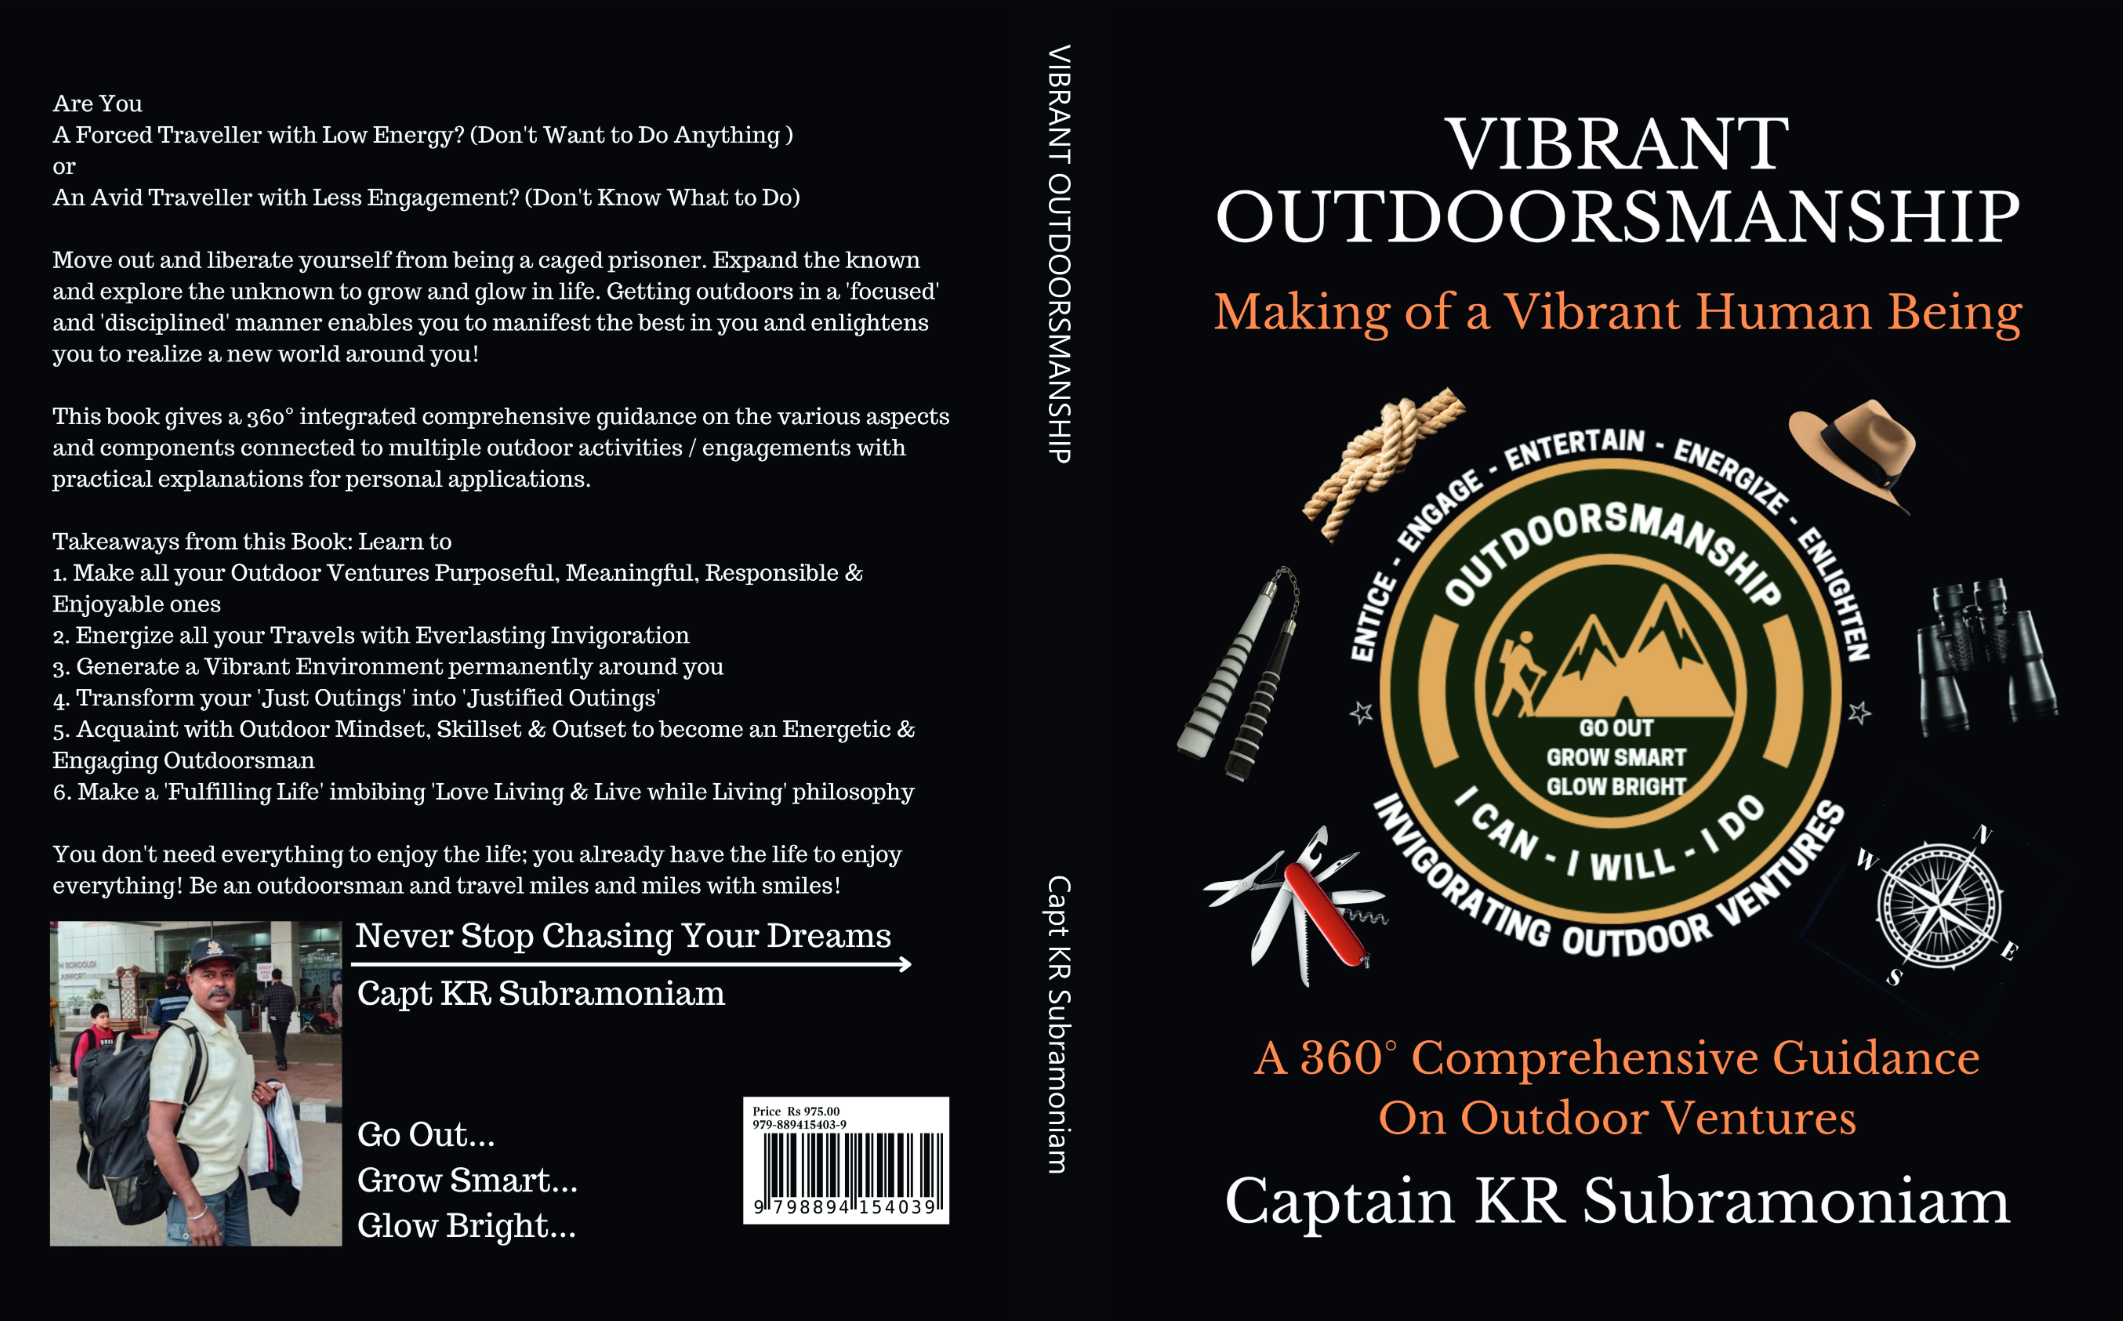 Are You
A Forced Traveller with Low Energy? (Don't Want to Do Anything )
or
An Avid Traveller with Less Engagement? (Don't Know What to Do)
Move out and liberate yourself from being a caged prisoner. Expand the known
and explore the unknown to grow and glow in life. Getting outdoors in a 'focused'
and 'disciplined' manner enables you to manifest the best in you and enlightens
you to realize a new world around you!
This book gives a 360° integrated comprehensive guidance on the various aspects
and components connected to multiple outdoor activities / engagements with
practical explanations for personal applications.
Takeaways from this Book: Learn to
1. Make all your Outdoor Ventures Purposeful, Meaningful, Responsible &
Enjoyable ones
2. Energize all your Travels with Everlasting Invigoration
3. Generate a Vibrant Environment permanently around you
4. Transform your 'Just Outings' into 'Justified Outings'
5. Acquaint with Outdoor Mindset, Skillset & Outset to become an Energetic &
Engaging Outdoorsman
6. Make a 'Fulfilling Life' imbibing 'Love Living & Live while Living' philosophy
You don't need everything to enjoy the life; you already have the life to enjoy
everything! Be an outdoorsman and travel miles and miles with smiles!
Never Stop Chasing Your Dreams
Capt KR Subramoniam
AIRPORT
Go Out...
Grow Smart...
Glow Bright...
Price Rs 975.00
979-889415403-9
9 798894 154039
VIBRANT OUTDOORSMANSHIP
Capt KR Subramoniam
VIBRANT
OUTDOORSMANSHIP
Making of a Vibrant Human Being
ENTICE - ENGAGE - ENTERTAIN - ENERGIZE - ENLIGHTEN
OUTDOORSMANSHIP
GO OUT
GROW SMART
GLOW BRIGHT
I CAN - I WILL - I DO
INVIGORATING OUTDOOR VENTURES
N
W
E
S
A 360° Comprehensive Guidance
On Outdoor Ventures
Captain KR Subramoniam